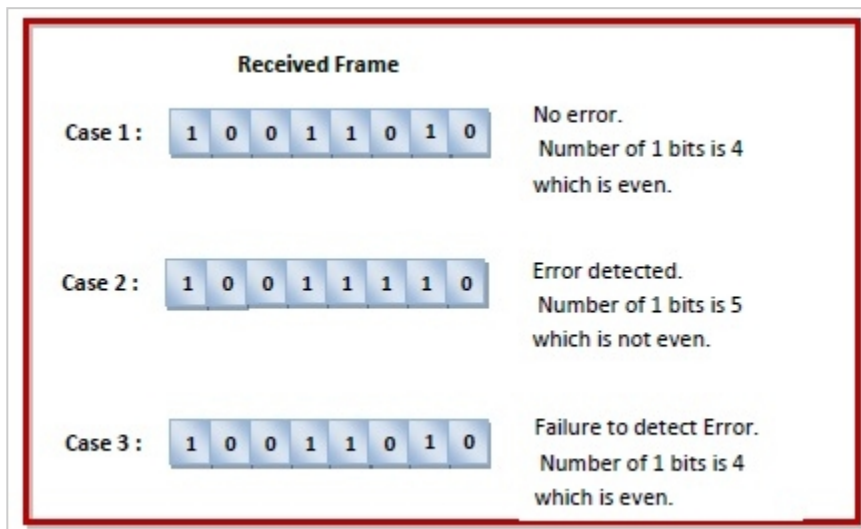 Received Frame
Case 1 : 1 0 0 1 1 0 1 0
No error.
Number of 1 bits is 4
which is even.
Case 2 : 1 0 0 1 1 1 1 0
Error detected.
Number of 1 bits is 5
which is not even.
Case 3 : 1 0 0 1 1 0 1 0
Failure to detect Error.
Number of 1 bits is 4
which is even.